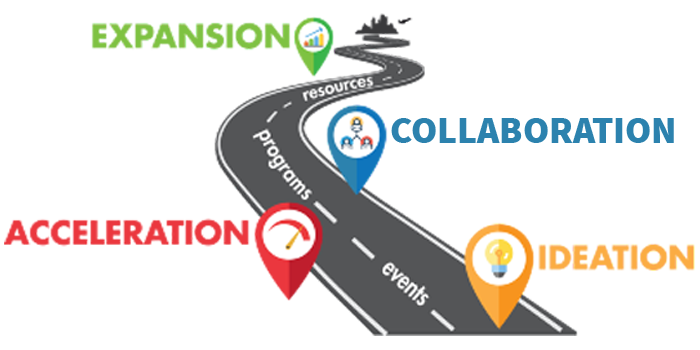 EXPANSION
resources
COLLABORATION
programs
ACCELERATION
IDEATION
events